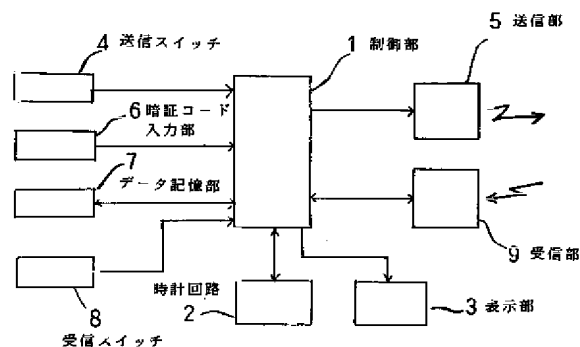 4 送信スイッチ
1 制御部
5 送信部
6 暗証コード
入力部
7
データ記憶部
8
受信スイッチ
時計回路
2
3 表示部
9 受信部